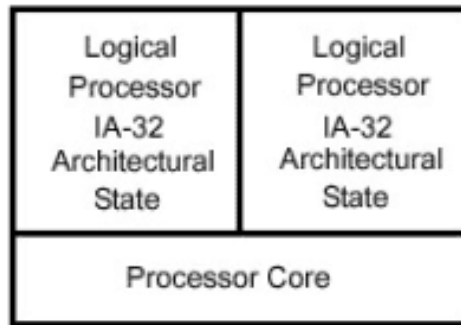 Logical
Processor
IA-32
Architectural
State
Logical
Processor
IA-32
Architectural
State
Processor Core